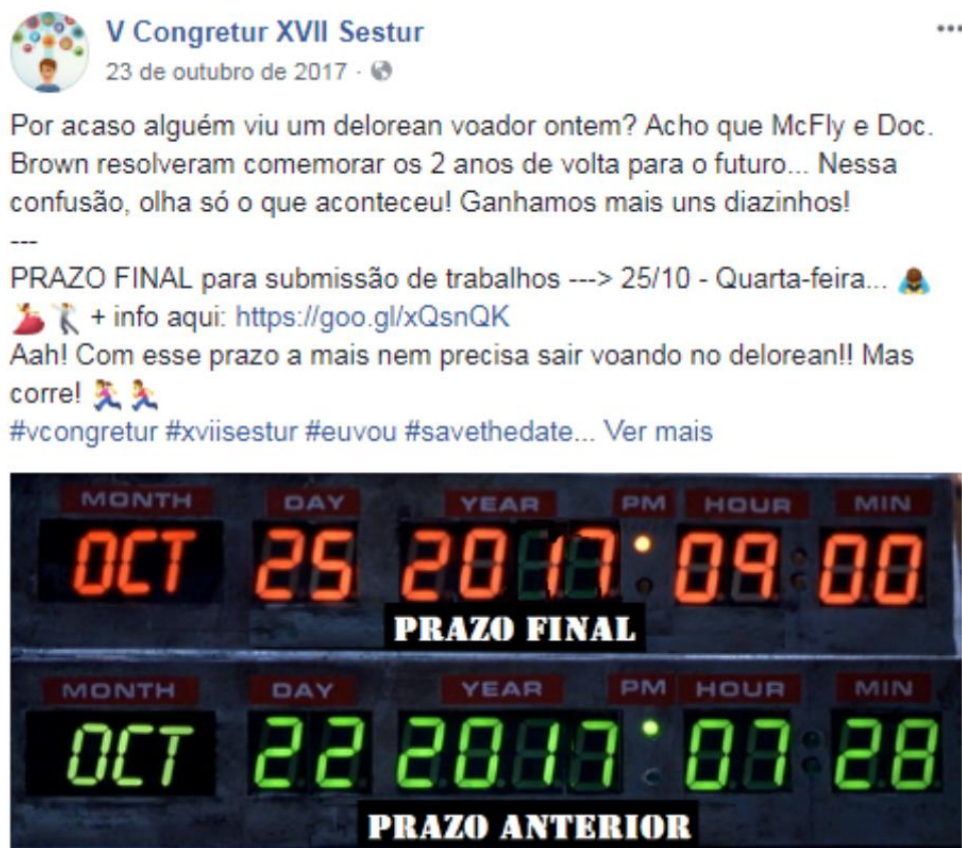 V Congretur XVII Sestur
23 de outubro de 2017 ·
Por acaso alguém viu um delorean voador ontem? Acho que McFly e Doc.
Brown resolveram comemorar os 2 anos de volta para o futuro... Nessa
confusão, olha só o que aconteceu! Ganhamos mais uns diazinhos!
---
PRAZO FINAL para submissão de trabalhos ---> 25/10 - Quarta-feira... 🙇
💃🕺 + info aqui: https://goo.gl/xQsnQK
Aah! Com esse prazo a mais nem precisa sair voando no delorean!! Mas
corre! 🏃‍♀️🏃
#vcongretur #xviisestur #euvou #savethedate... Ver mais
MONTH DAY YEAR PM HOUR MIN
OCT 25 2017 09 00
PRAZO FINAL
MONTH DAY YEAR PM HOUR MIN
OCT 22 2017 07 28
PRAZO ANTERIOR